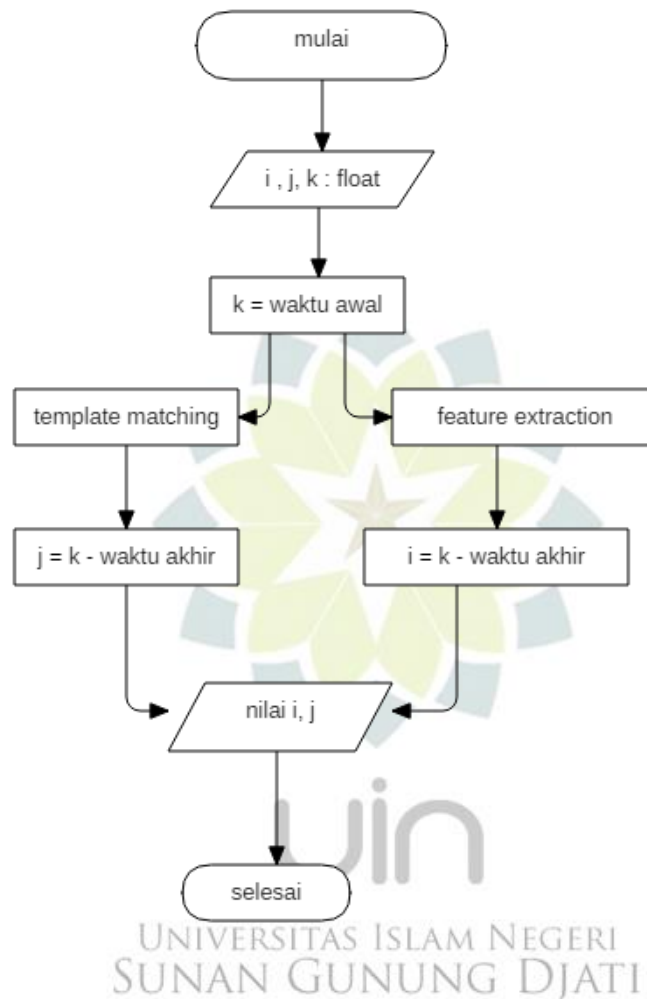 mulai
i , j, k : float
k = waktu awal
template matching
feature extraction
j = k - waktu akhir
i = k - waktu akhir
nilai i, j
selesai
uin
UNIVERSITAS ISLAM NEGERI
SUNAN GUNUNG DJATI